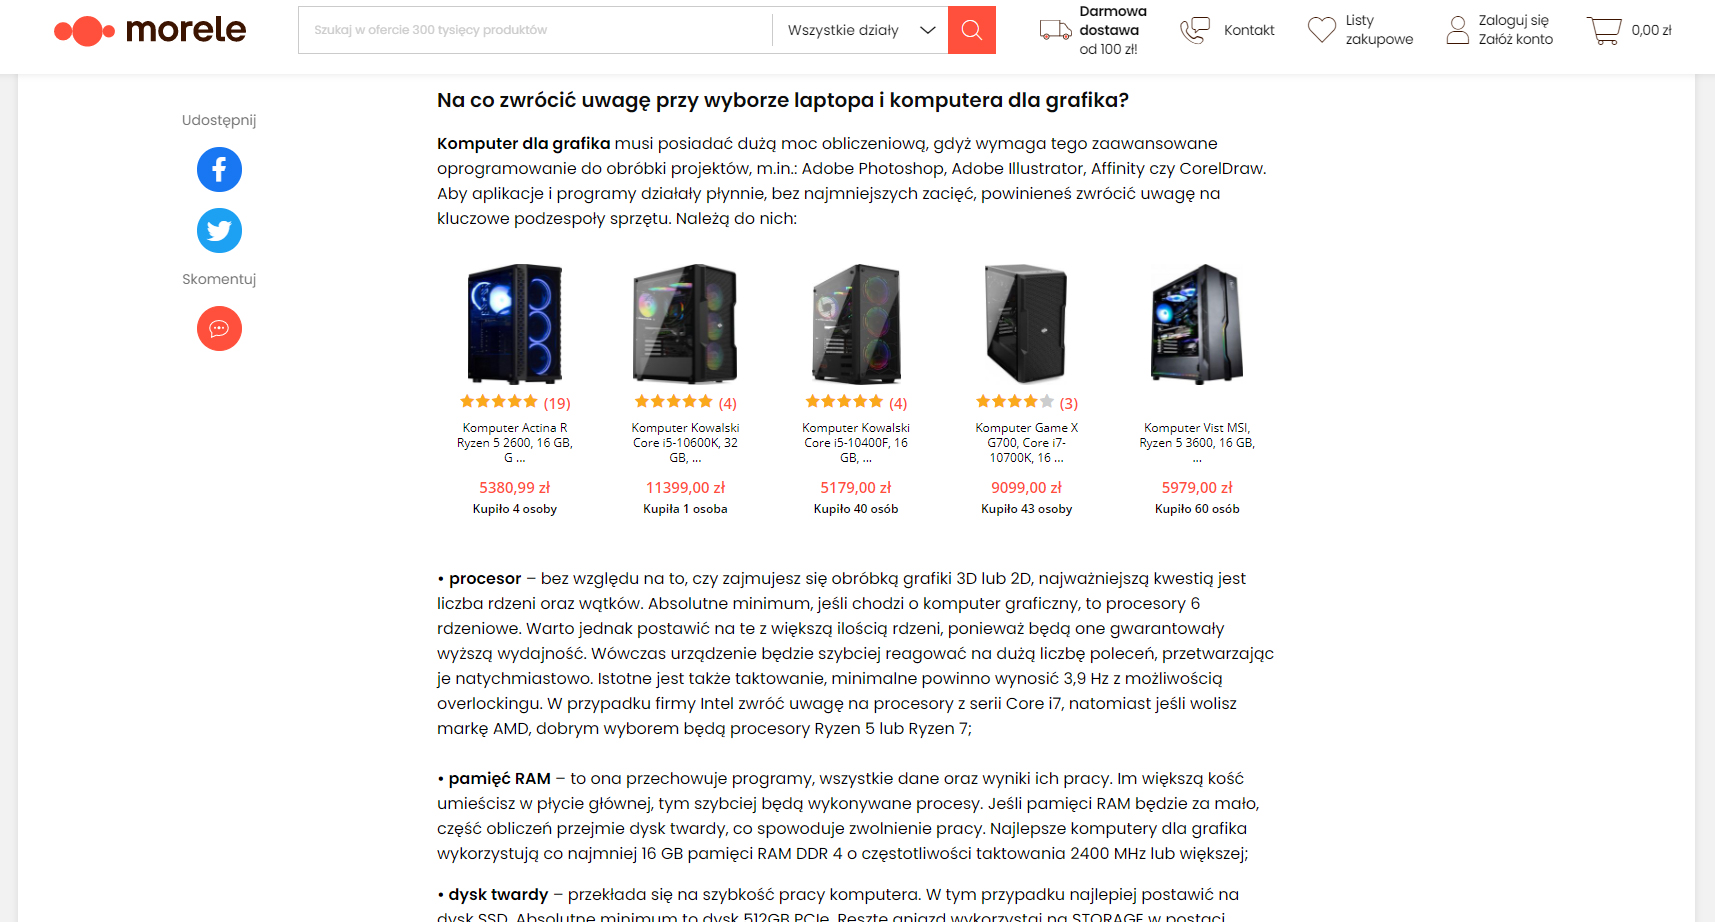 morele
Szukaj w ofercie 300 tysięcy produktów
Wszystkie działy
Darmowa
dostawa
od 100 zł!
Kontakt
Listy
zakupowe
Zaloguj się
Załóż konto
0,00 zł
Udostępnij
Skomentuj
Na co zwrócić uwagę przy wyborze laptopa i komputera dla grafika?
Komputer dla grafika musi posiadać dużą moc obliczeniową, gdyż wymaga tego zaawansowane
oprogramowanie do obróbki projektów, m.in.: Adobe Photoshop, Adobe Illustrator, Affinity czy CorelDraw.
Aby aplikacje i programy działały płynnie, bez najmniejszych zacięć, powinieneś zwrócić uwagę na
kluczowe podzespoły sprzętu. Należą do nich:
(19)
Komputer Actina R
Ryzen 5 2600, 16 GB,
G ...
5380,99 zł
Kupiło 4 osoby
(4)
Komputer Kowalski
Core i5-10600K, 32
GB, ...
11399,00 zł
Kupiła 1 osoba
(4)
Komputer Kowalski
Core i5-10400F, 16
GB, ...
5179,00 zł
Kupiło 40 osób
(3)
Komputer Game X
G700, Core i7-
10700K, 16 ...
9099,00 zł
Kupiło 43 osoby
Komputer Vist MSI,
Ryzen 5 3600, 16 GB,
...
5979,00 zł
Kupiło 60 osób
• procesor – bez względu na to, czy zajmujesz się obróbką grafiki 3D lub 2D, najważniejszą kwestią jest
liczba rdzeni oraz wątków. Absolutne minimum, jeśli chodzi o komputer graficzny, to procesory 6
rdzeniowe. Warto jednak postawić na te z większą ilością rdzeni, ponieważ będą one gwarantowały
wyższą wydajność. Wówczas urządzenie będzie szybciej reagować na dużą liczbę poleceń, przetwarzając
je natychmiastowo. Istotne jest także taktowanie, minimalne powinno wynosić 3,9 Hz z możliwością
overlockingu. W przypadku firmy Intel zwróć uwagę na procesory z serii Core i7, natomiast jeśli wolisz
markę AMD, dobrym wyborem będą procesory Ryzen 5 lub Ryzen 7;
• pamięć RAM – to ona przechowuje programy, wszystkie dane oraz wyniki ich pracy. Im większą kość
umieścisz w płycie głównej, tym szybciej będą wykonywane procesy. Jeśli pamięci RAM będzie za mało,
część obliczeń przejmie dysk twardy, co spowoduje zwolnienie pracy. Najlepsze komputery dla grafika
wykorzystują co najmniej 16 GB pamięci RAM DDR 4 o częstotliwości taktowania 2400 MHz lub większej;
• dysk twardy – przekłada się na szybkość pracy komputera. W tym przypadku najlepiej postawić na
dysk SSD. Absolutne minimum to dysk 512GB PCIe. Resztę gniazd wykorzystaj na STORAGE w postaci